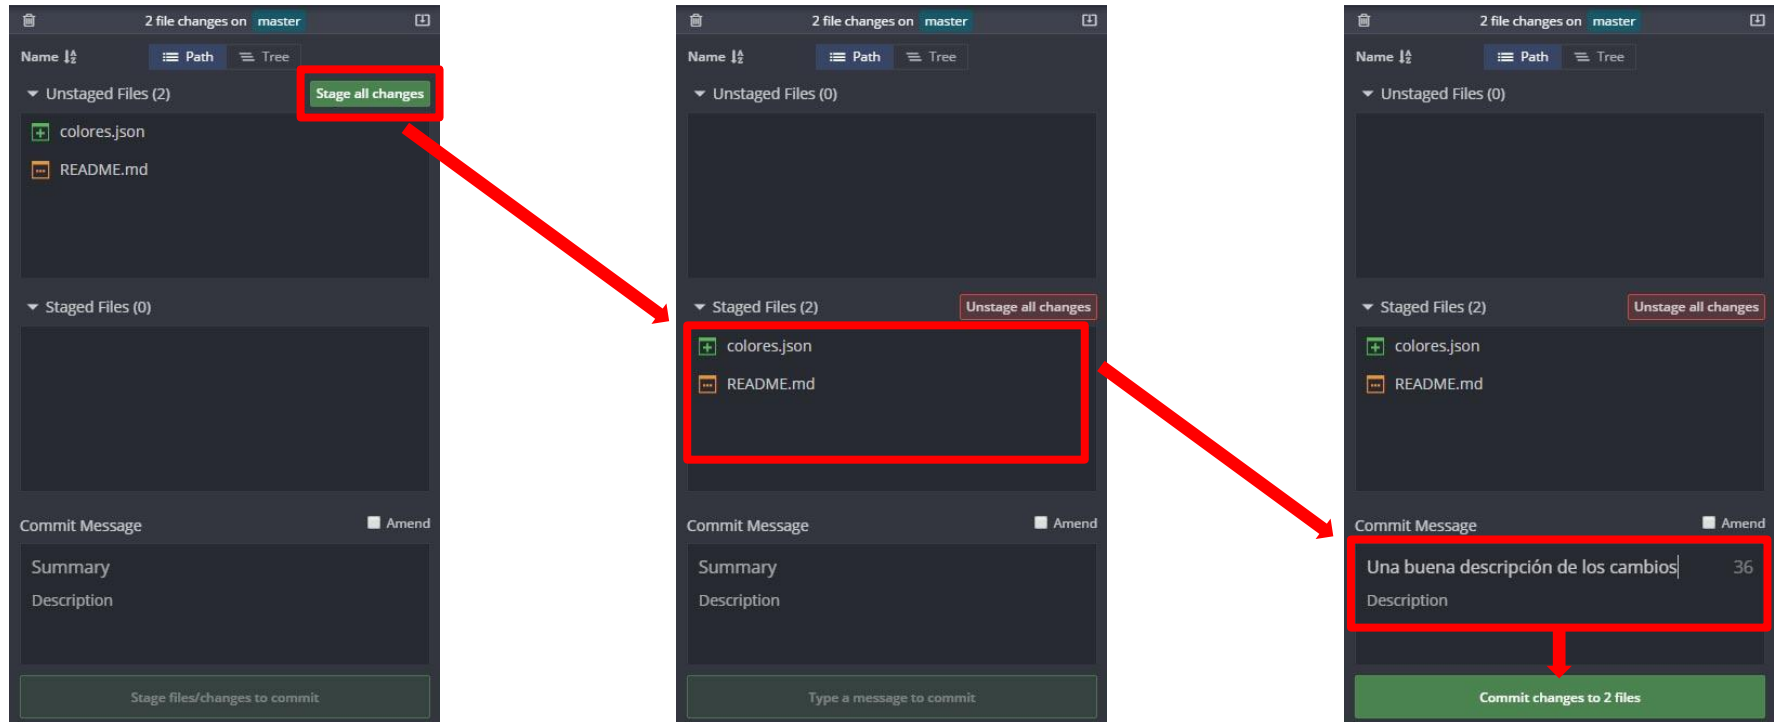 2 file changes on master
Name
Path
Tree
Unstaged Files (2)
Stage all changes
colores.json
README.md
Staged Files (0)
Commit Message
Amend
Summary
Description
Stage files/changes to commit
2 file changes on master
Name
Path
Tree
Unstaged Files (0)
Staged Files (2)
Unstage all changes
colores.json
README.md
Commit Message
Amend
Summary
Description
Type a message to commit
2 file changes on master
Name
Path
Tree
Unstaged Files (0)
Staged Files (2)
Unstage all changes
colores.json
README.md
Commit Message
Amend
Una buena descripción de los cambios 36
Description
Commit changes to 2 files